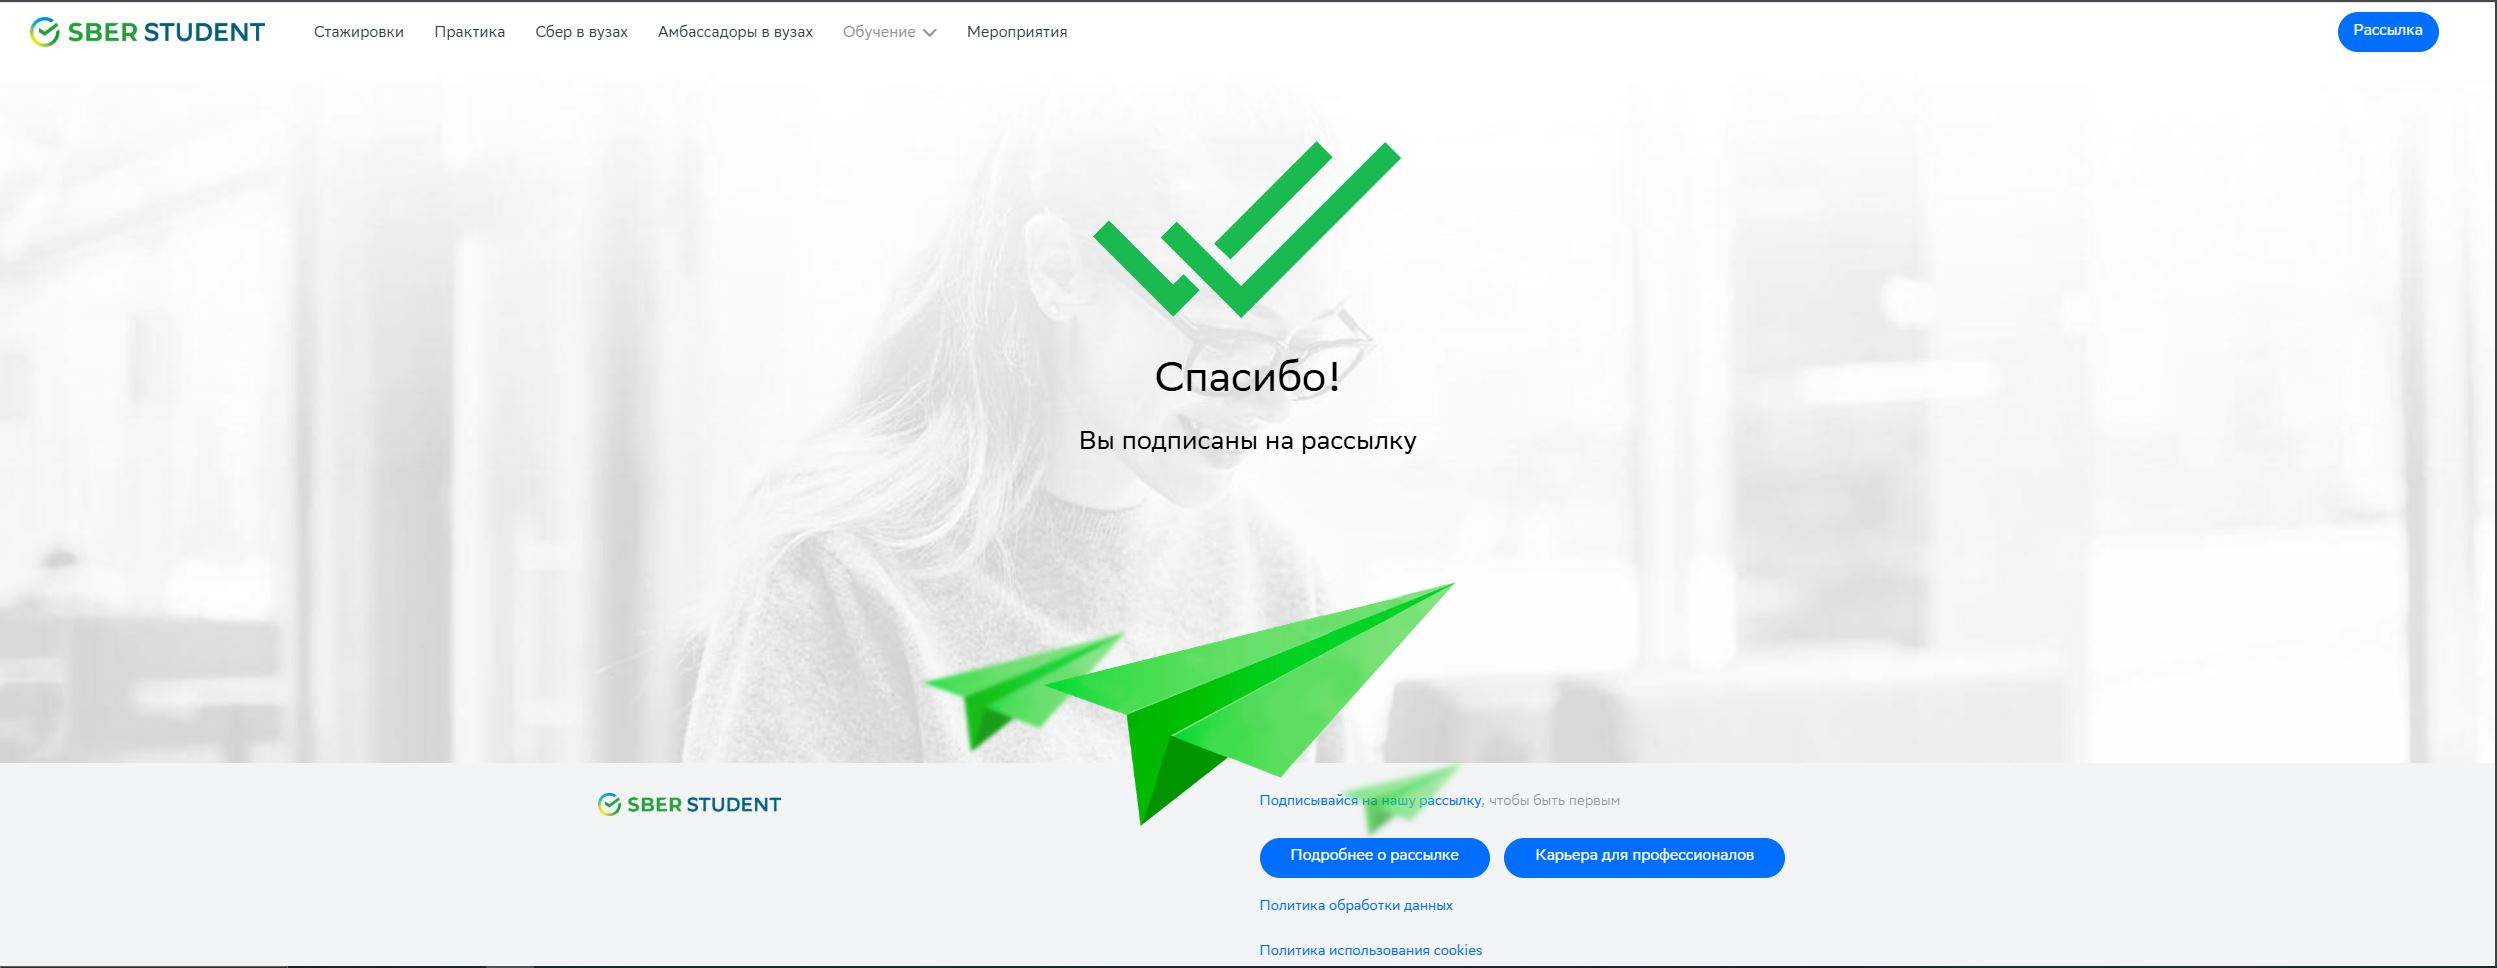 SBER STUDENT
Стажировки Практика Сбер в вузах Амбассадоры в вузах Обучение Мероприятия
Рассылка
Спасибо!
Вы подписаны на рассылку
SBER STUDENT
Подписывайся на нашу рассылку, чтобы быть первым
Подробнее о рассылке
Карьера для профессионалов
Политика обработки данных
Политика использования cookies